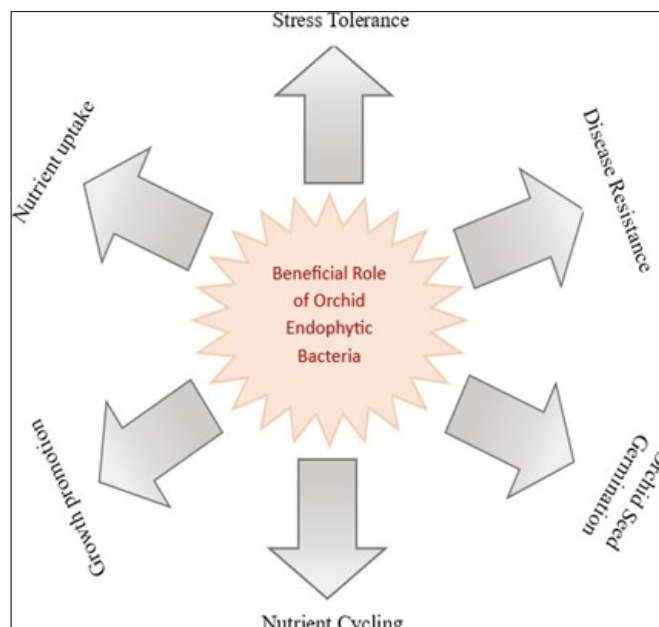 Stress Tolerance
Nutrient uptake
Disease Resistance
Beneficial Role
of Orchid
Endophytic
Bacteria
Growth promotion
Orchid Seed
Germination
Nutrient Cycling